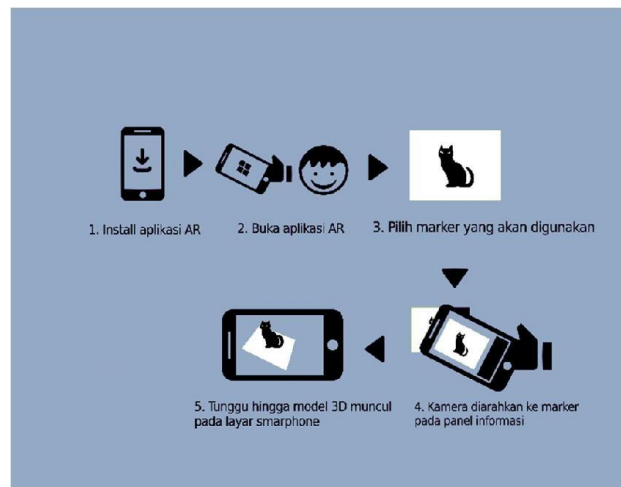 1. Install aplikasi AR
2. Buka aplikasi AR
3. Pilih marker yang akan digunakan
4. Kamera diarahkan ke marker
pada panel informasi
5. Tunggu hingga model 3D muncul
pada layar smarphone